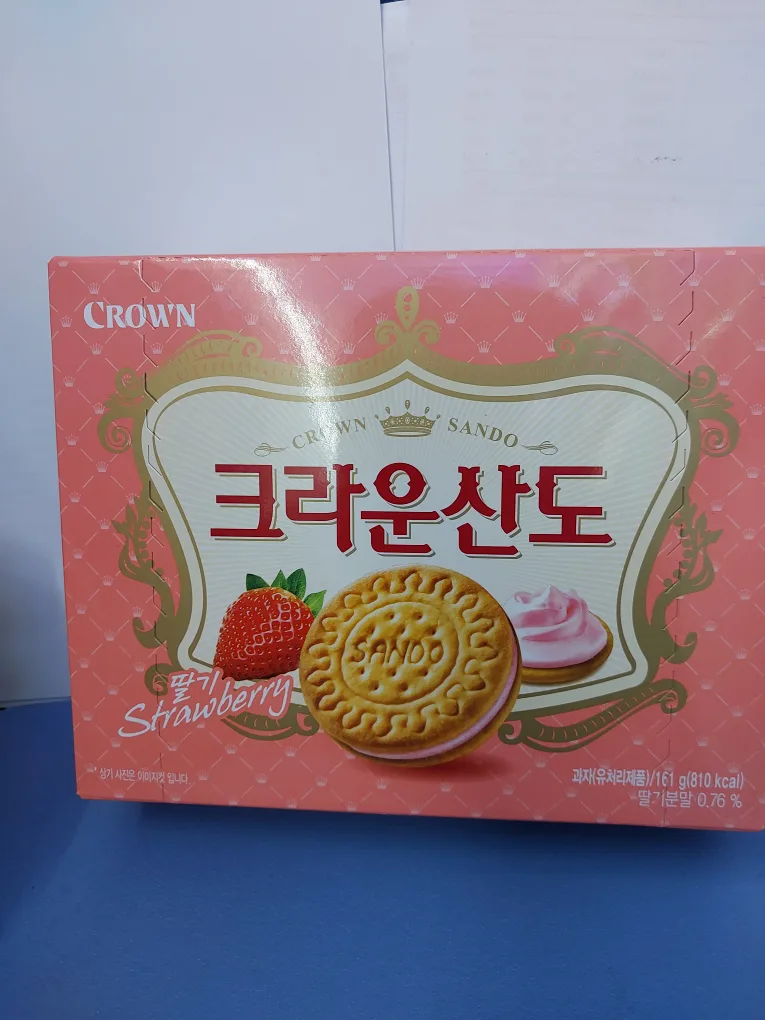 CROWN
CROWN SANDO
크라운산도
SANDO
딸기
Strawberry
상기 사진은 이미지컷 입니다
과자(유처리제품)/161 g(810 kcal)
딸기분말 0.76 %